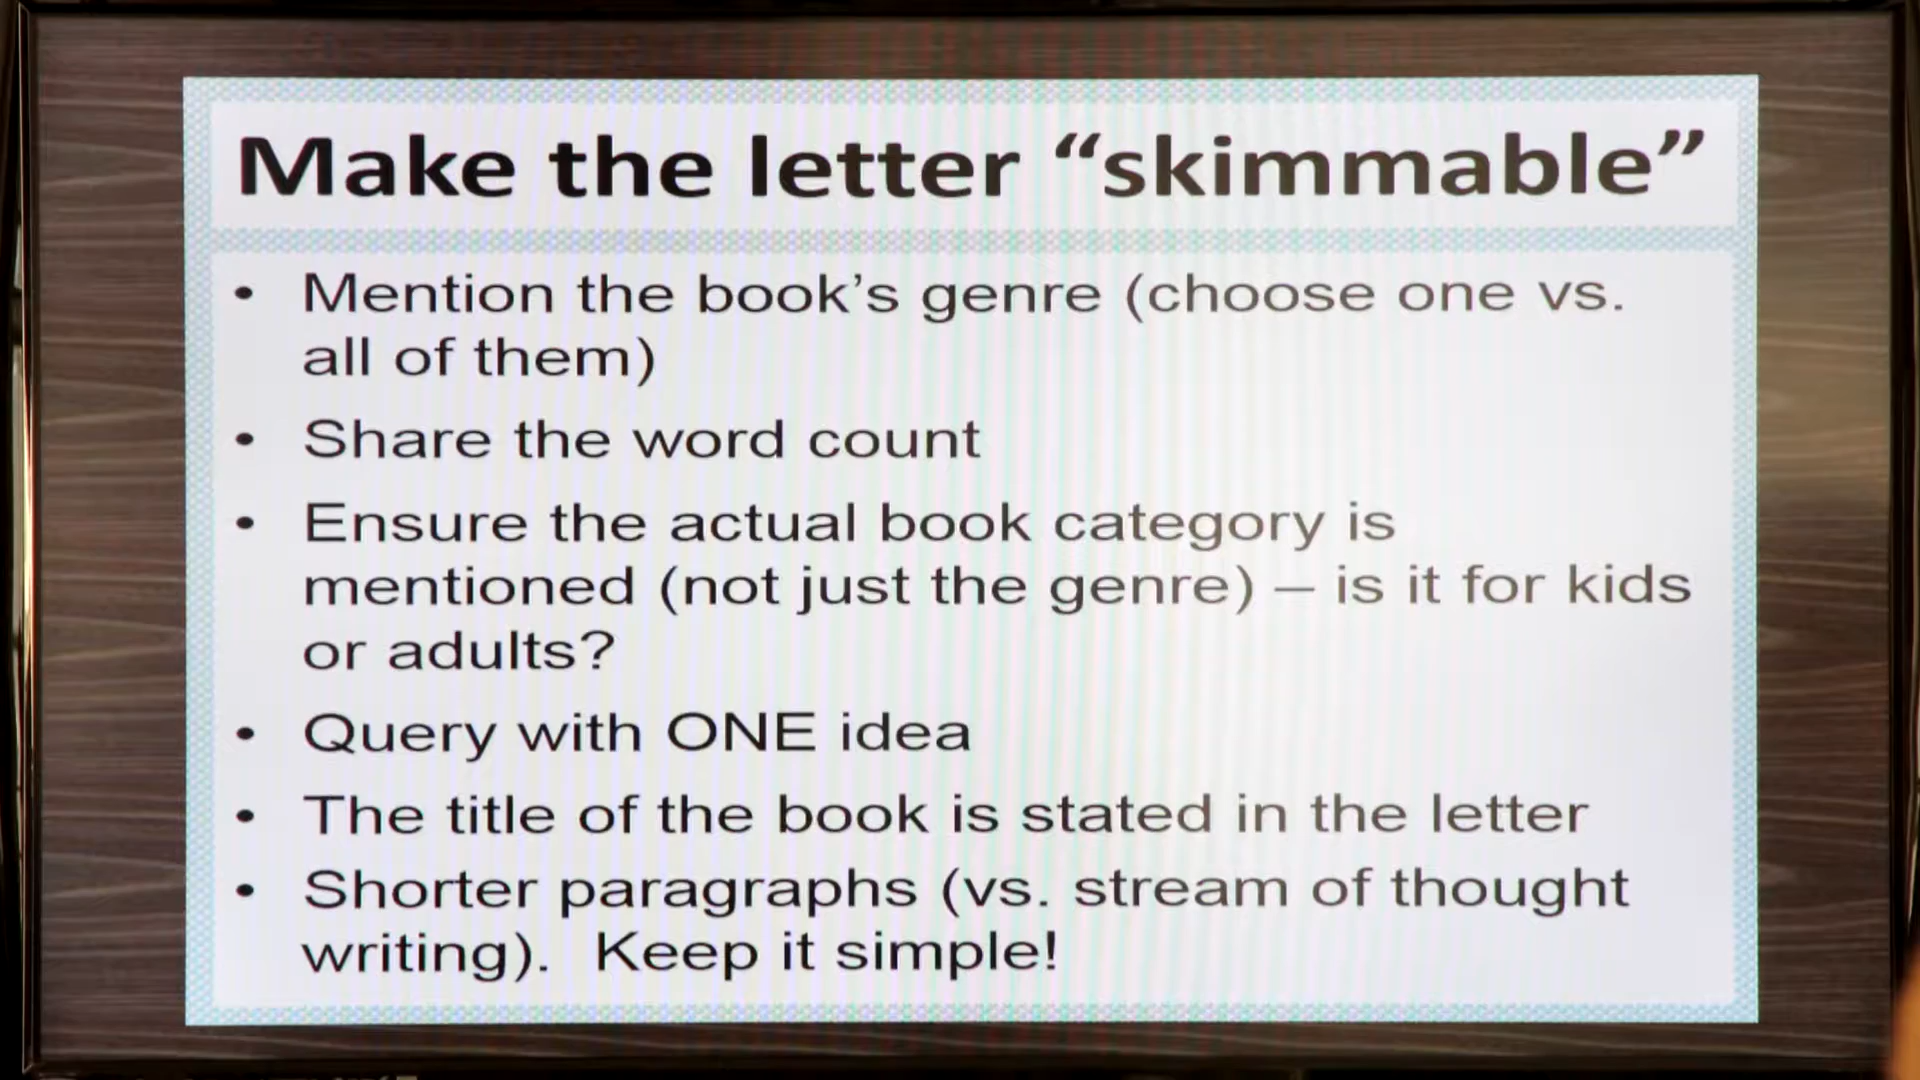 Make the letter “skimmable”
• Mention the book’s genre (choose one vs.
all of them)
• Share the word count
• Ensure the actual book category is
mentioned (not just the genre) – is it for kids
or adults?
• Query with ONE idea
• The title of the book is stated in the letter
• Shorter paragraphs (vs. stream of thought
writing).  Keep it simple!